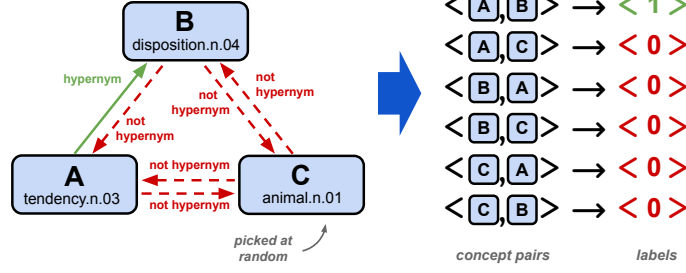 B
disposition.n.04
hypernym
not
hypernym
not
hypernym
not
hypernym
A
tendency.n.03
not hypernym
not hypernym
C
animal.n.01
picked at
random
< A , B > → < 1 >
< A , C > → < 0 >
< B , A > → < 0 >
< B , C > → < 0 >
< C , A > → < 0 >
< C , B > → < 0 >
concept pairs labels